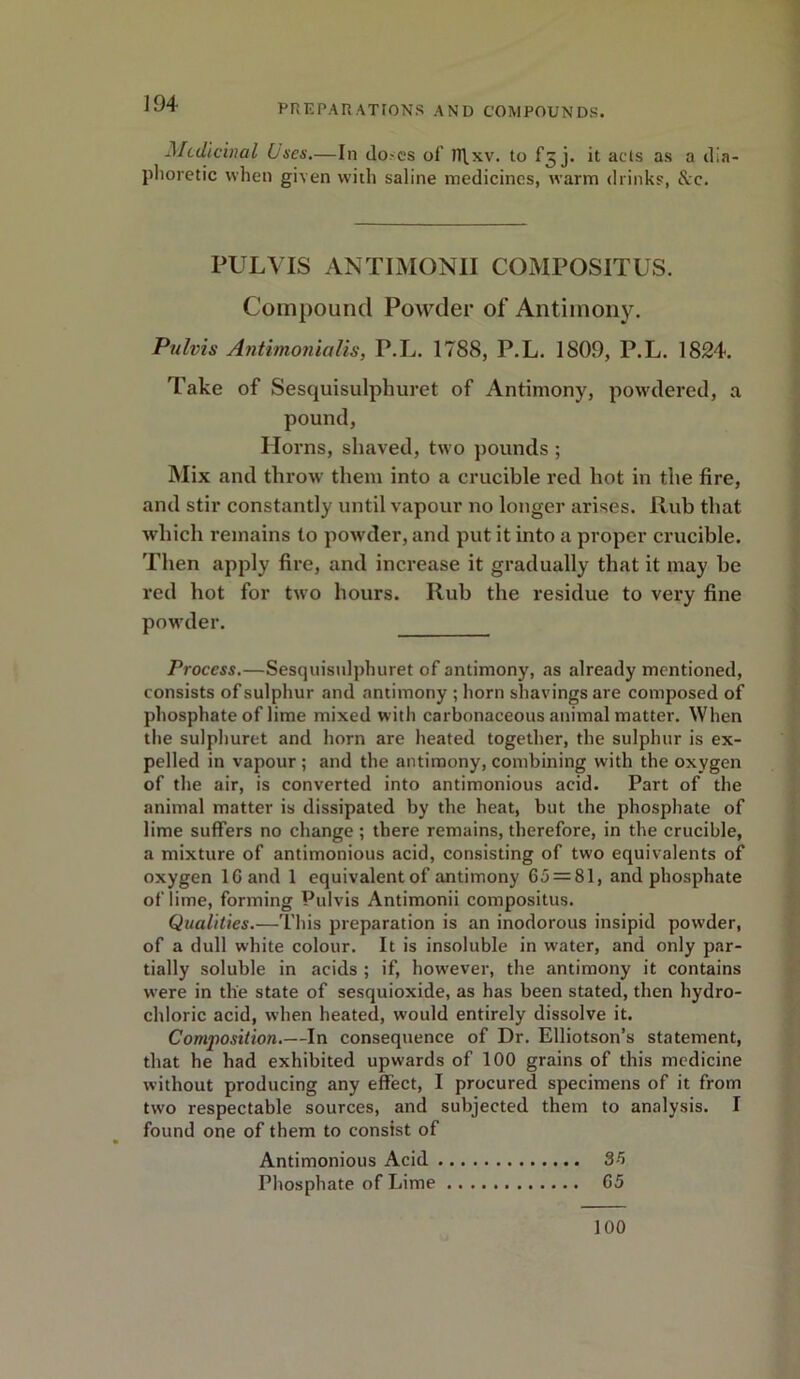 194
PREPARATIONS AND COMPOUNDS.
Medicinal Uses.—In doses of ♏xv. to fʒj. it acts as a dia-
phoretic when given with saline medicines, warm drinks, &c.
PULVIS ANTIMONII COMPOSITUS.
Compound Powder of Antimony.
Pulvis Antimonialis, P.L. 1788, P.L. 1809, P.L. 1824.
Take of Sesquisulphuret of Antimony, powdered, a
pound,
Horns, shaved, two pounds;
Mix and throw them into a crucible red hot in the fire,
and stir constantly until vapour no longer arises. Rub that
which remains to powder, and put it into a proper crucible.
Then apply fire, and increase it gradually that it may be
red hot for two hours. Rub the residue to very fine
powder.
Process.—Sesquisulphuret of antimony, as already mentioned,
consists of sulphur and antimony; horn shavings are composed of
phosphate of lime mixed with carbonaceous animal matter. When
the sulphuret and horn are heated together, the sulphur is ex-
pelled in vapour; and the antimony, combining with the oxygen
of the air, is converted into antimonious acid. Part of the
animal matter is dissipated by the heat, but the phosphate of
lime suffers no change; there remains, therefore, in the crucible,
a mixture of antimonious acid, consisting of two equivalents of
oxygen 16 and 1 equivalent of antimony 65=81, and phosphate
of lime, forming Pulvis Antimonii compositus.
Qualities.—This preparation is an inodorous insipid powder,
of a dull white colour. It is insoluble in water, and only par-
tially soluble in acids; if, however, the antimony it contains
were in the state of sesquioxide, as has been stated, then hydro-
chloric acid, when heated, would entirely dissolve it.
Composition.—In consequence of Dr. Elliotson's statement,
that he had exhibited upwards of 100 grains of this medicine
without producing any effect, I procured specimens of it from
two respectable sources, and subjected them to analysis. I
found one of them to consist of
Antimonious Acid ............. 35
Phosphate of Lime ............ 65
100